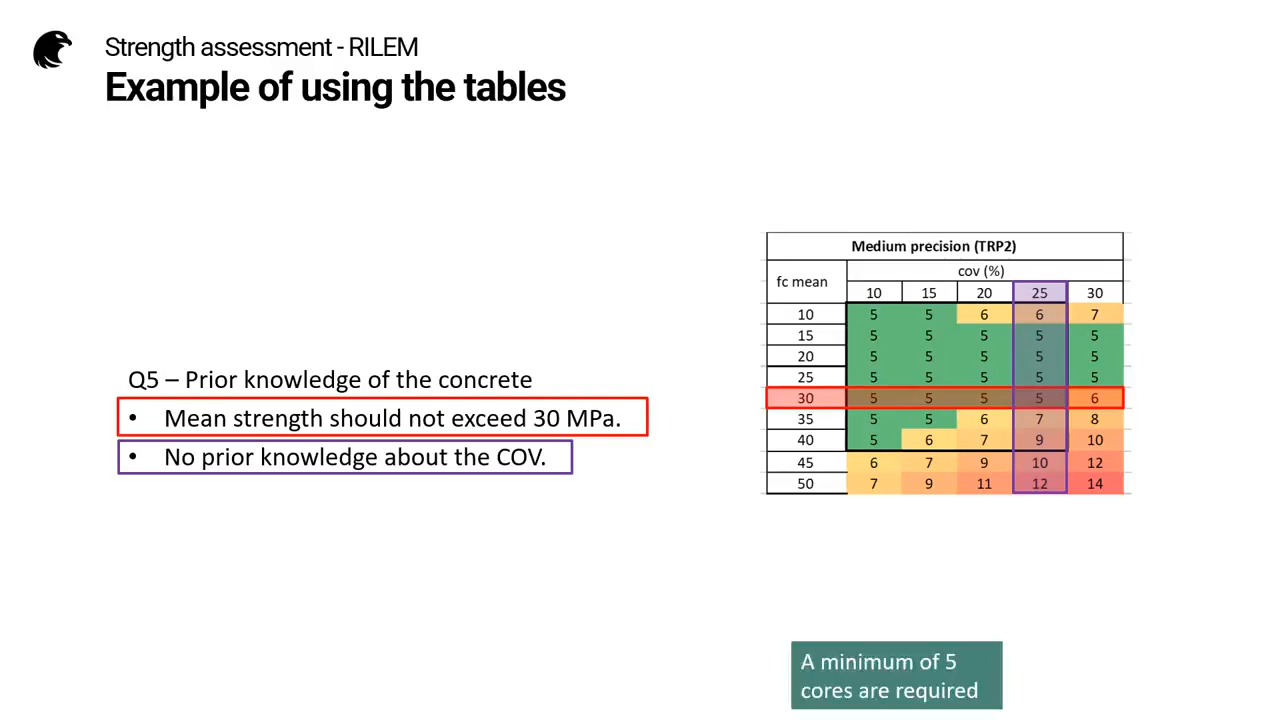 Strength assessment - RILEM
Example of using the tables
Medium precision (TRP2)
fc mean cov (%)
10 15 20 25 30
10 5 5 6 6 7
15 5 5 5 5 5
20 5 5 5 5 5
25 5 5 5 5 5
30 5 5 5 5 6
35 5 5 6 7 8
40 5 6 7 9 10
45 6 7 9 10 12
50 7 9 11 12 14
Q5 – Prior knowledge of the concrete
• Mean strength should not exceed 30 MPa.
• No prior knowledge about the COV.
A minimum of 5
cores are required